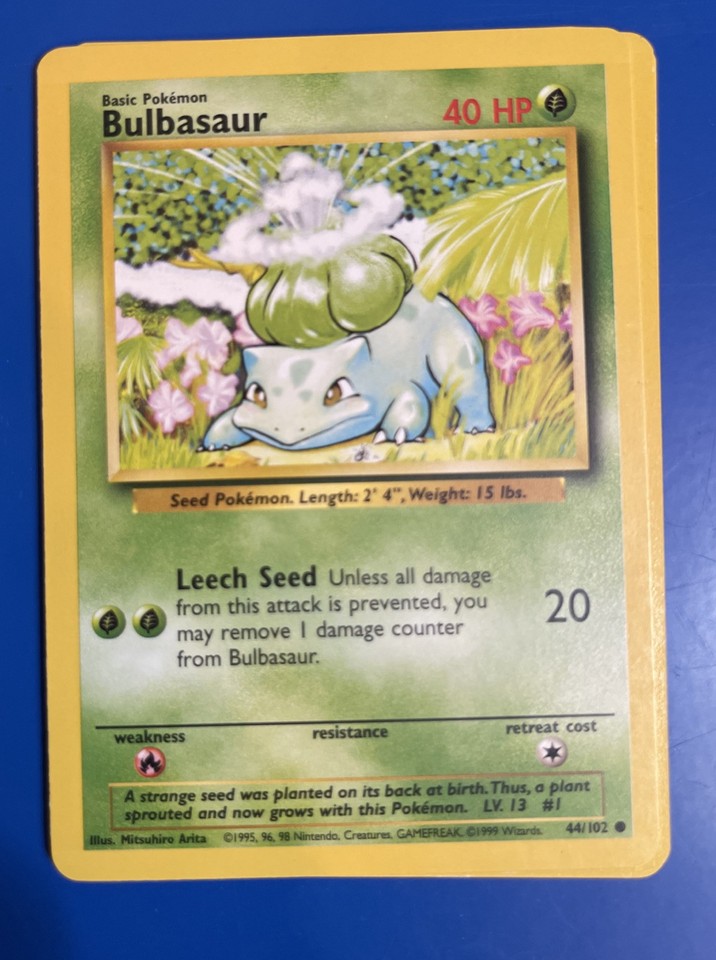 Basic Pokémon
Bulbasaur 40 HP
Seed Pokémon. Length: 2' 4", Weight: 15 lbs.
Leech Seed Unless all damage
from this attack is prevented, you
may remove 1 damage counter
from Bulbasaur.
20
weakness resistance retreat cost
A strange seed was planted on its back at birth. Thus, a plant
sprouted and now grows with this Pokémon. LV. 13 #1
Illus. Mitsuhiro Arita ©1995, 96, 98 Nintendo, Creatures, GAMEFREAK. ©1999 Wizards. 44/102